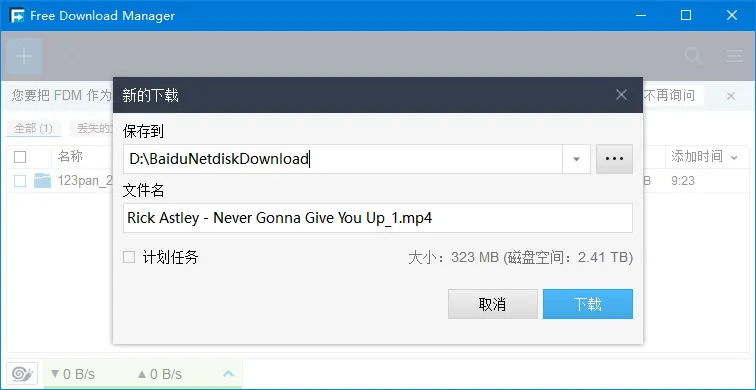 Free Download Manager
您要把 FDM 作为
不再询问
全部 (1)
名称
添加时间
123pan_2
B
9:23
新的下载
保存到
D:\BaiduNetdiskDownload
文件名
Rick Astley - Never Gonna Give You Up_1.mp4
计划任务
大小：323 MB (磁盘空间：2.41 TB)
取消
下载
▼0 B/s
▲0 B/s